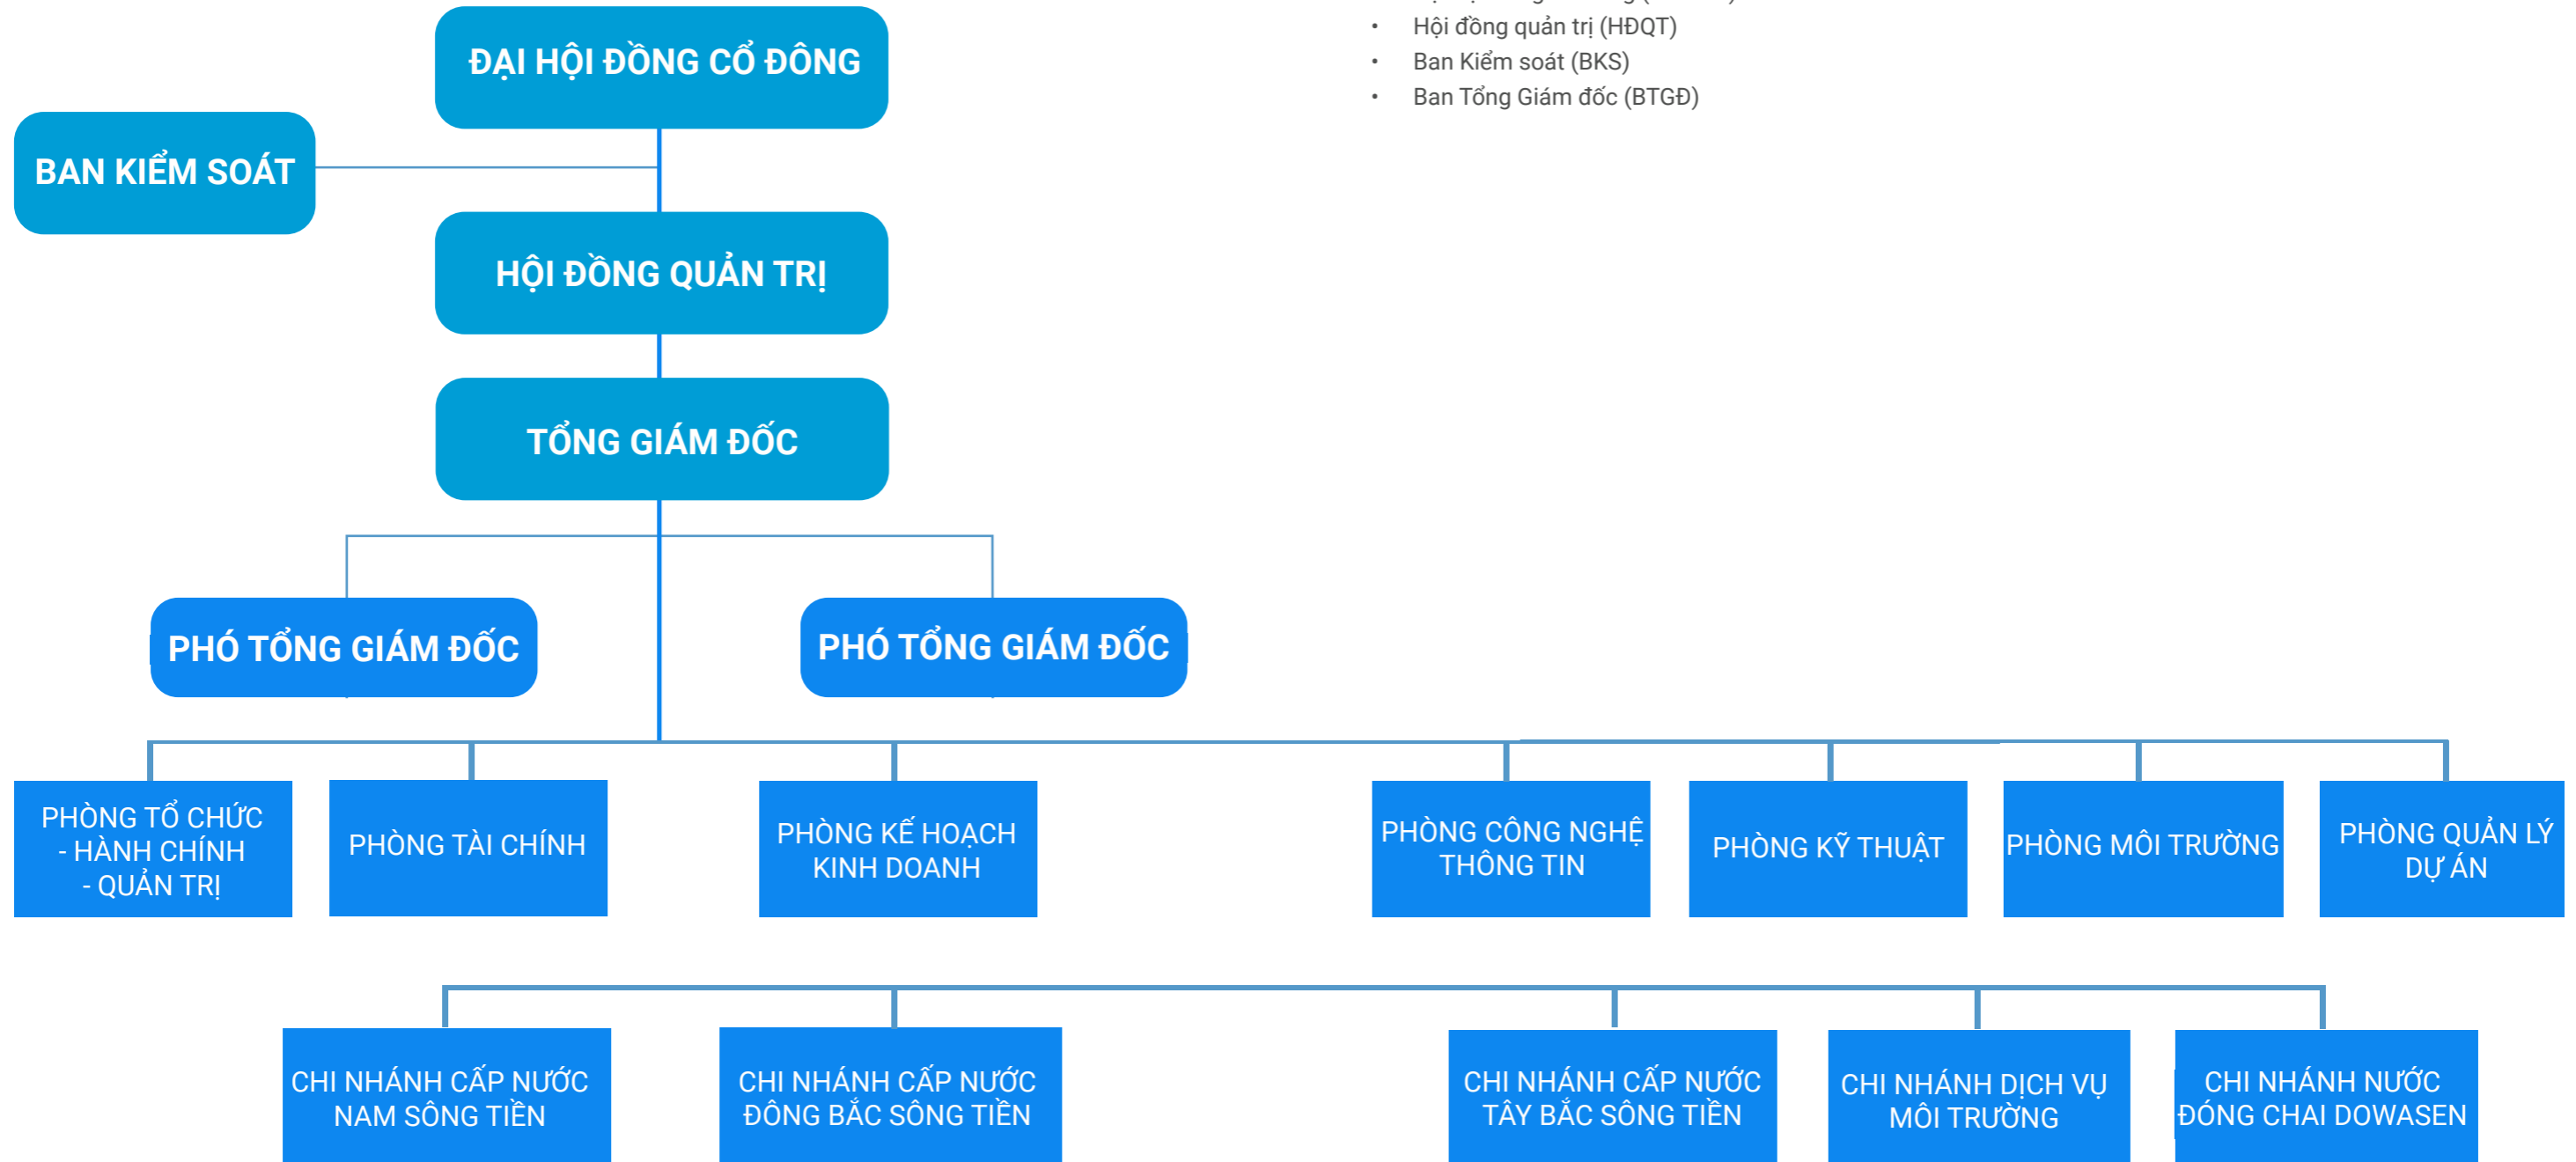 • Hội đồng quản trị (HĐQT)
• Ban Kiểm soát (BKS)
• Ban Tổng Giám đốc (BTGĐ)
ĐẠI HỘI ĐỒNG CỔ ĐÔNG
BAN KIỂM SOÁT
HỘI ĐỒNG QUẢN TRỊ
TỔNG GIÁM ĐỐC
PHÓ TỔNG GIÁM ĐỐC
PHÓ TỔNG GIÁM ĐỐC
PHÒNG TỔ CHỨC
- HÀNH CHÍNH
- QUẢN TRỊ
PHÒNG TÀI CHÍNH
PHÒNG KẾ HOẠCH
KINH DOANH
PHÒNG CÔNG NGHỆ
THÔNG TIN
PHÒNG KỸ THUẬT
PHÒNG MÔI TRƯỜNG
PHÒNG QUẢN LÝ
DỰ ÁN
CHI NHÁNH CẤP NƯỚC
NAM SÔNG TIỀN
CHI NHÁNH CẤP NƯỚC
ĐÔNG BẮC SÔNG TIỀN
CHI NHÁNH CẤP NƯỚC
TÂY BẮC SÔNG TIỀN
CHI NHÁNH DỊCH VỤ
MÔI TRƯỜNG
CHI NHÁNH NƯỚC
ĐÓNG CHAI DOWASEN